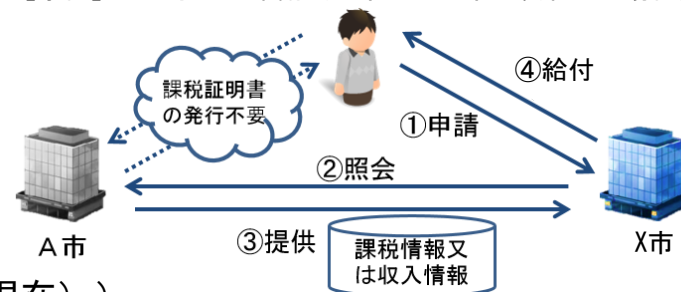 課税証明書
の発行不要
④給付
①申請
②照会
A市
③提供
課税情報又
は収入情報
X市